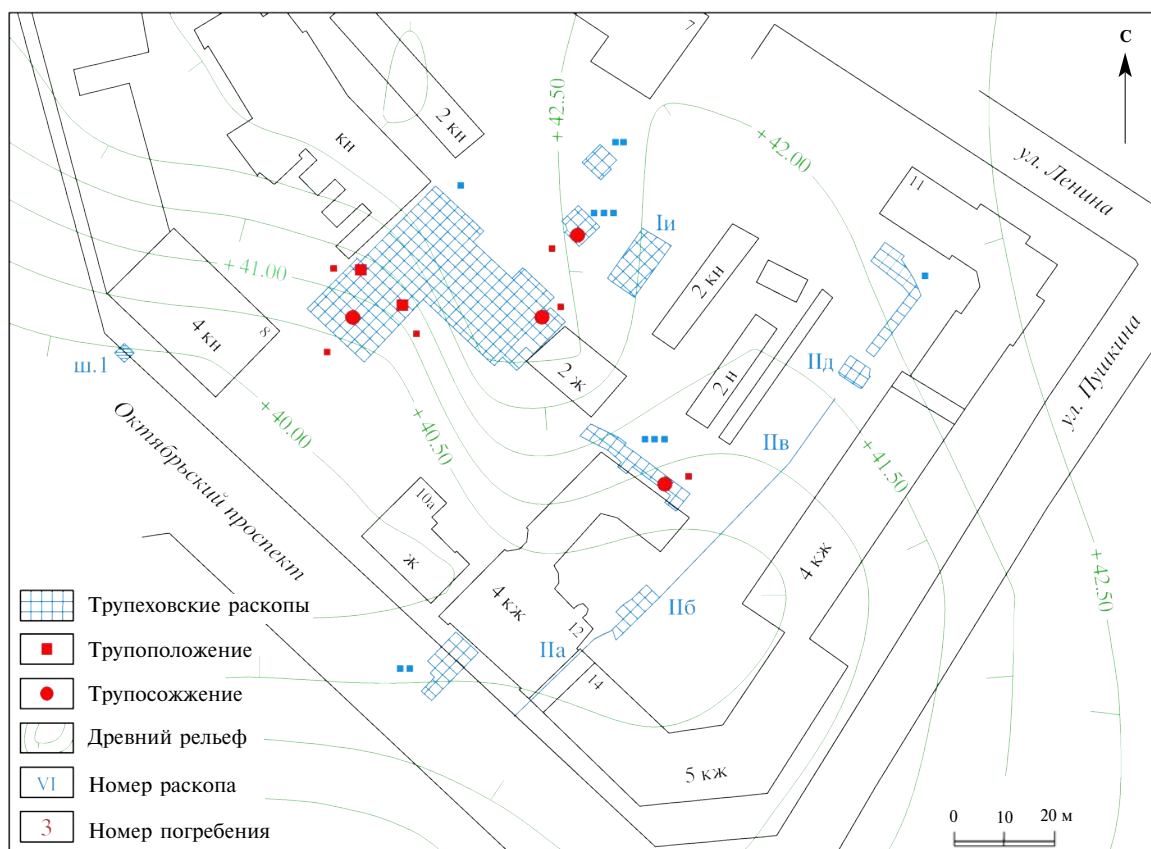 7
С
+ 42.50
2 кн
кн
+ 42.00
ул. Ленина
11
Iи
+ 41.00
2 кн
8
4 кн
ш.1
2 ж
2 н
IIд
ул. Пушкина
+ 40.00
+ 40.50
IIв
+ 41.50
Октябрьский проспект
10а
ж
4 кж
4 кж
+ 42.50
IIб
12
IIа
14
5 кж
Трупеховские раскопы
Трупоположение
Трупосожжение
Древний рельеф
VI Номер раскопа
3 Номер погребения
0 10 20 м